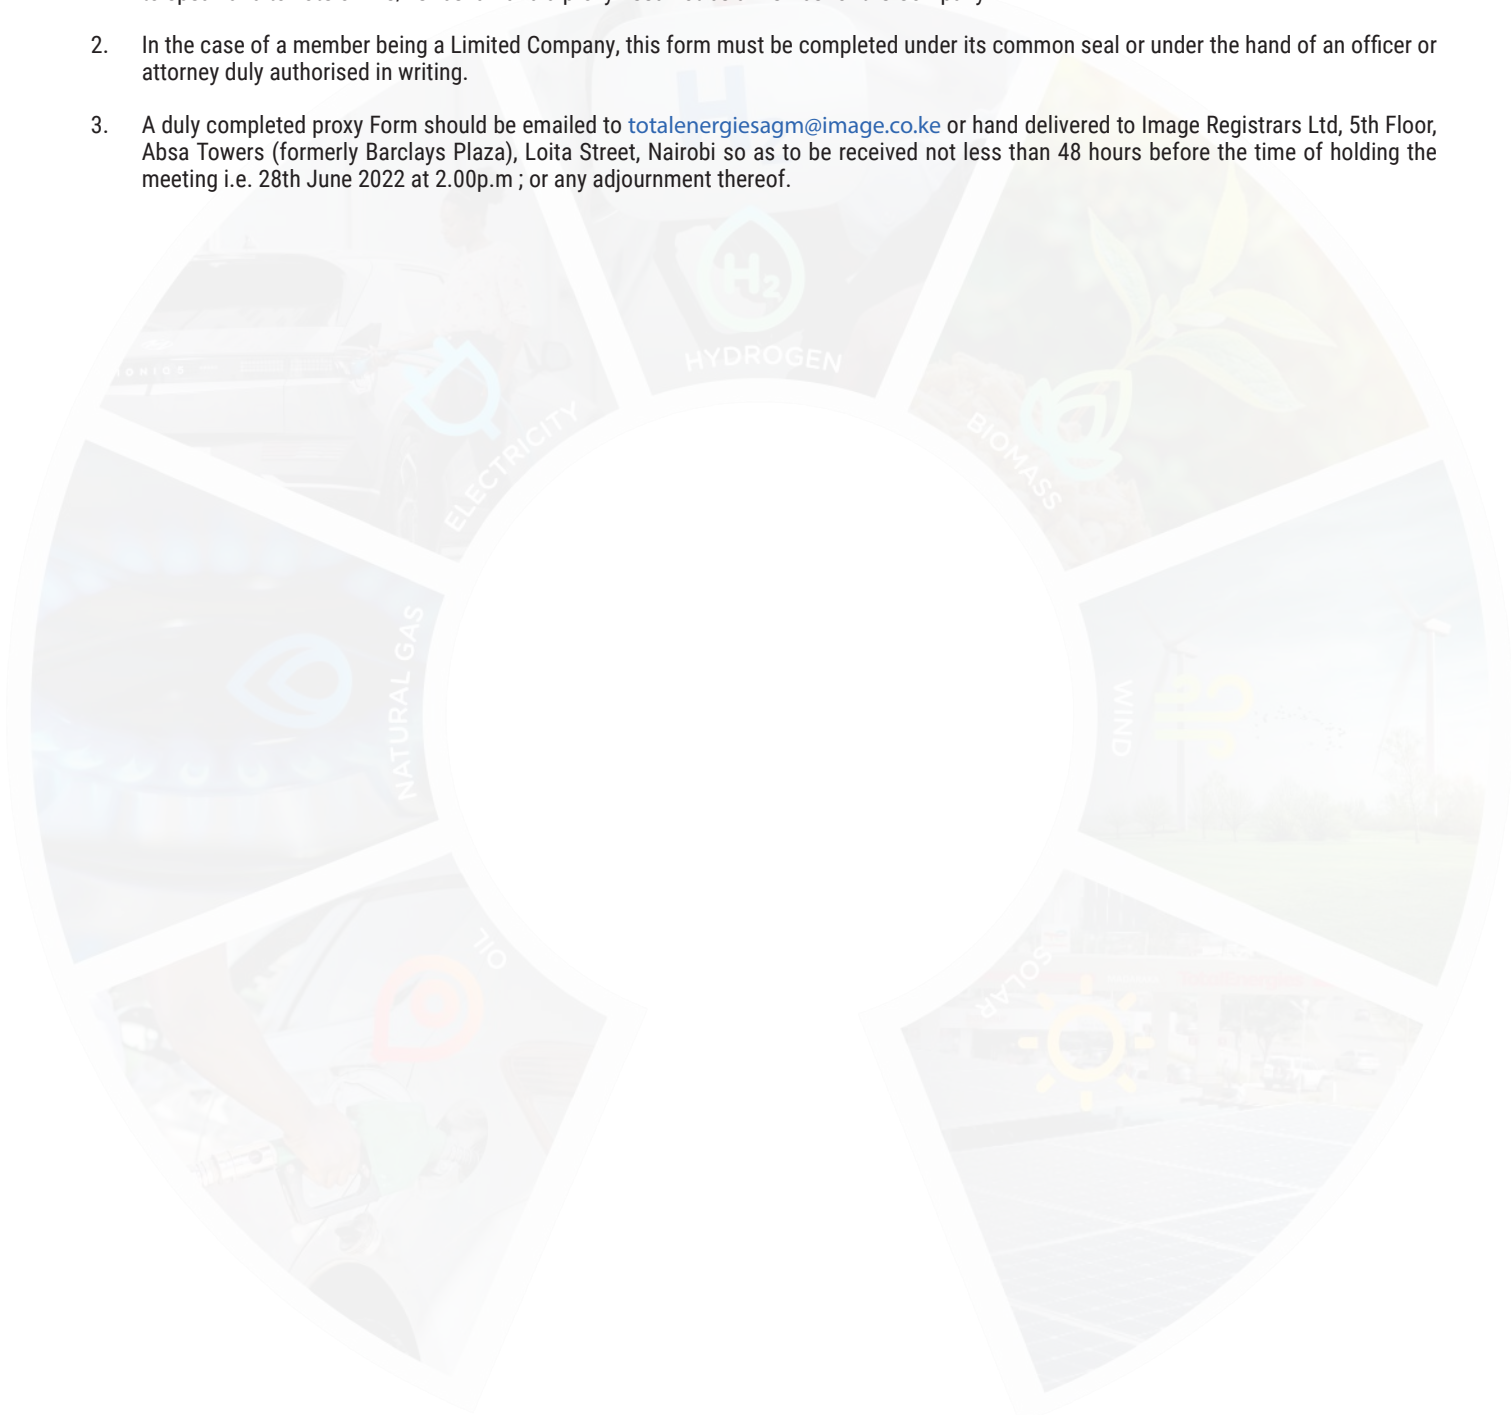 2. In the case of a member being a Limited Company, this form must be completed under its common seal or under the hand of an officer or
attorney duly authorised in writing.
3. A duly completed proxy Form should be emailed to totalenergiesagm@image.co.ke or hand delivered to Image Registrars Ltd, 5th Floor,
Absa Towers (formerly Barclays Plaza), Loita Street, Nairobi so as to be received not less than 48 hours before the time of holding the
meeting i.e. 28th June 2022 at 2.00p.m ; or any adjournment thereof.
H
H2
HYDROGEN
ELECTRICITY
BIOMASS
NATURAL GAS
WIND
OIL
SOLAR